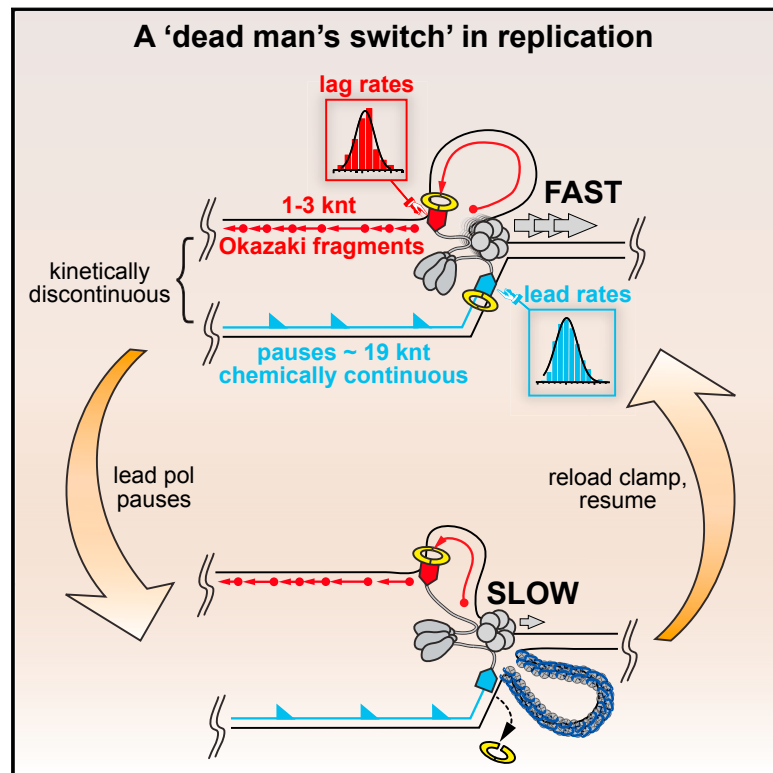 A ‘dead man’s switch’ in replication
lag rates
FAST
1-3 knt
Okazaki fragments
kinetically
discontinuous
lead rates
pauses ~ 19 knt
chemically continuous
lead pol
pauses
reload clamp,
resume
SLOW